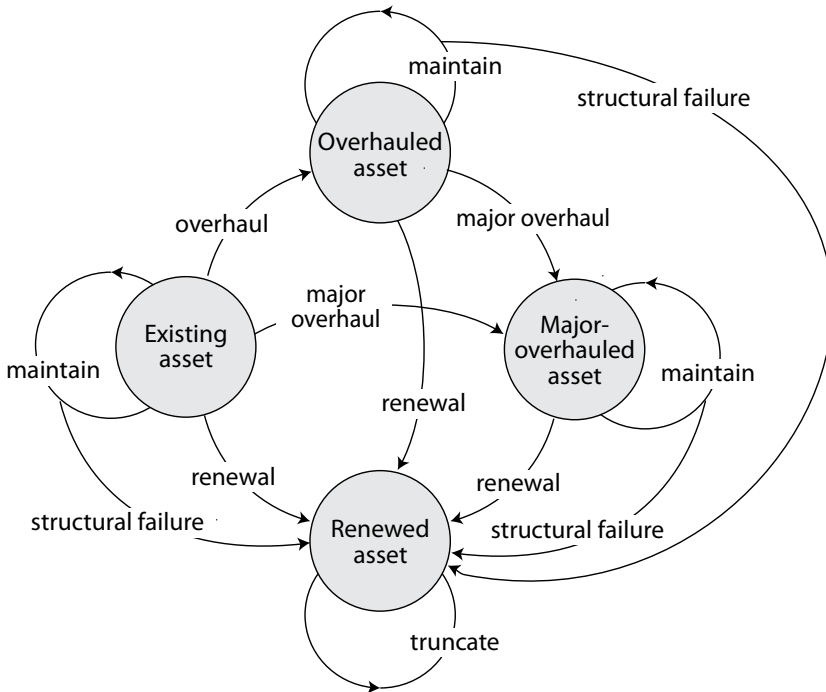 maintain
structural failure
Overhauled
asset
overhaul
major overhaul
major
overhaul
Existing
asset
maintain
Major-
overhauled
asset
maintain
renewal
renewal
renewal
structural failure
structural failure
Renewed
asset
truncate